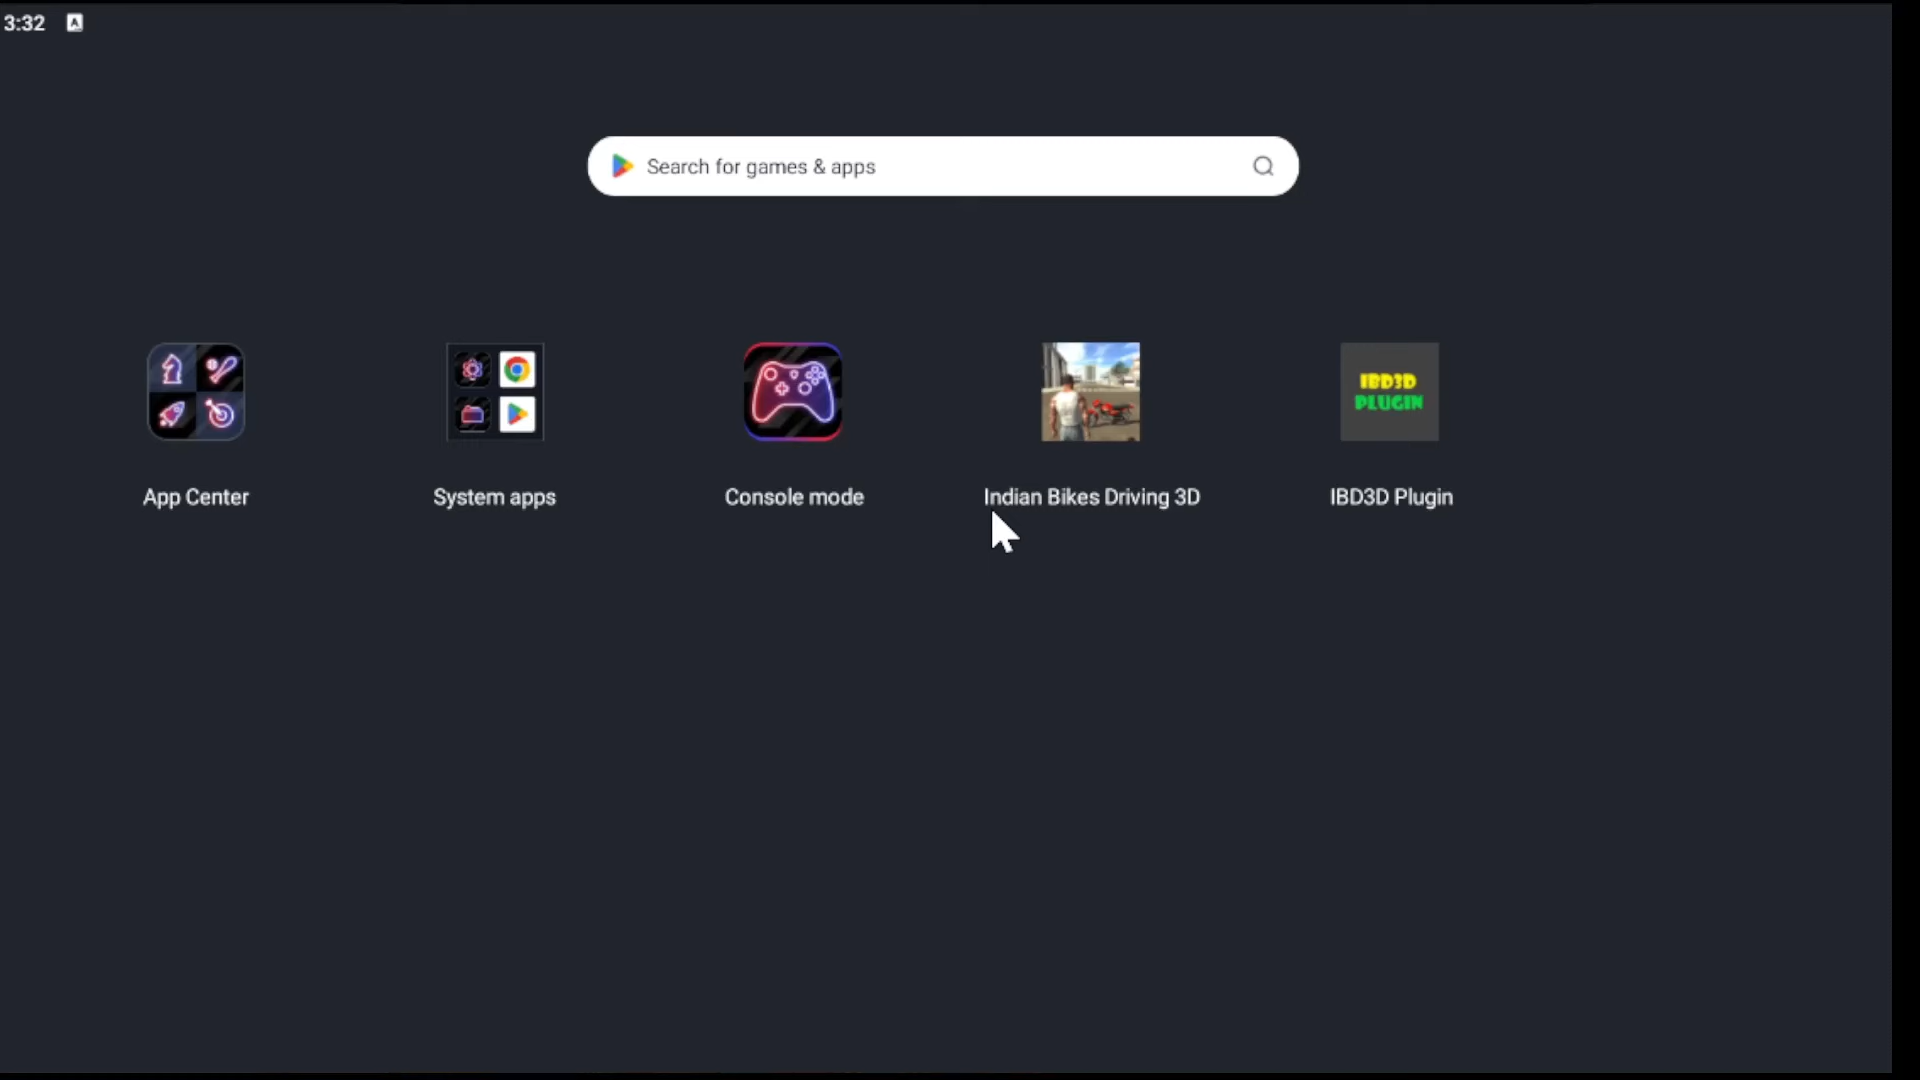 3:32
A
Search for games & apps
IBD3D
PLUGIN
App Center
System apps
Console mode
Indian Bikes Driving 3D
IBD3D Plugin